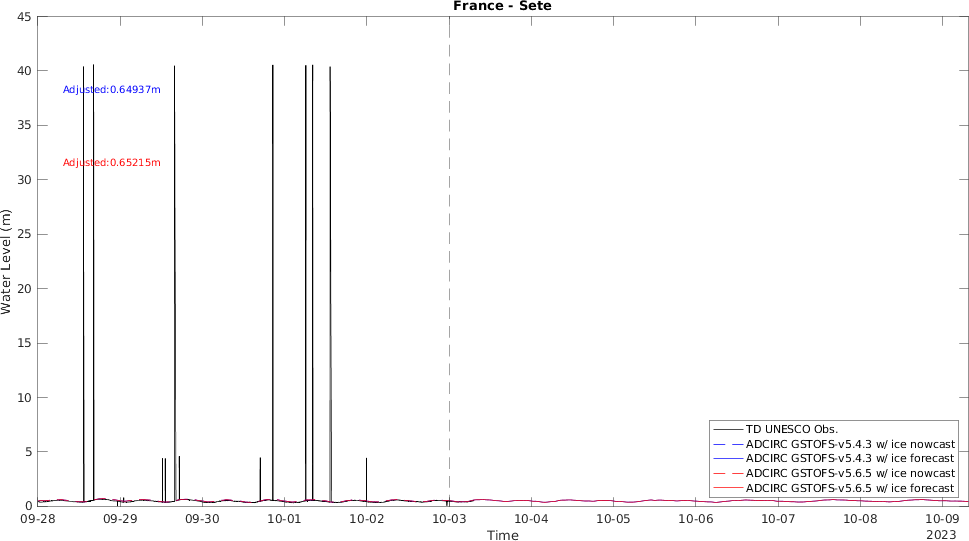 France - Sete
45
40
35
30
25
20
15
10
5
0
Water Level (m)
Adjusted:0.64937m
Adjusted:0.65215m
TD UNESCO Obs.
ADCIRC GSTOFS-v5.4.3 w/ ice nowcast
ADCIRC GSTOFS-v5.4.3 w/ ice forecast
ADCIRC GSTOFS-v5.6.5 w/ ice nowcast
ADCIRC GSTOFS-v5.6.5 w/ ice forecast
09-28 09-29 09-30 10-01 10-02 10-03 10-04 10-05 10-06 10-07 10-08 10-09
Time
2023